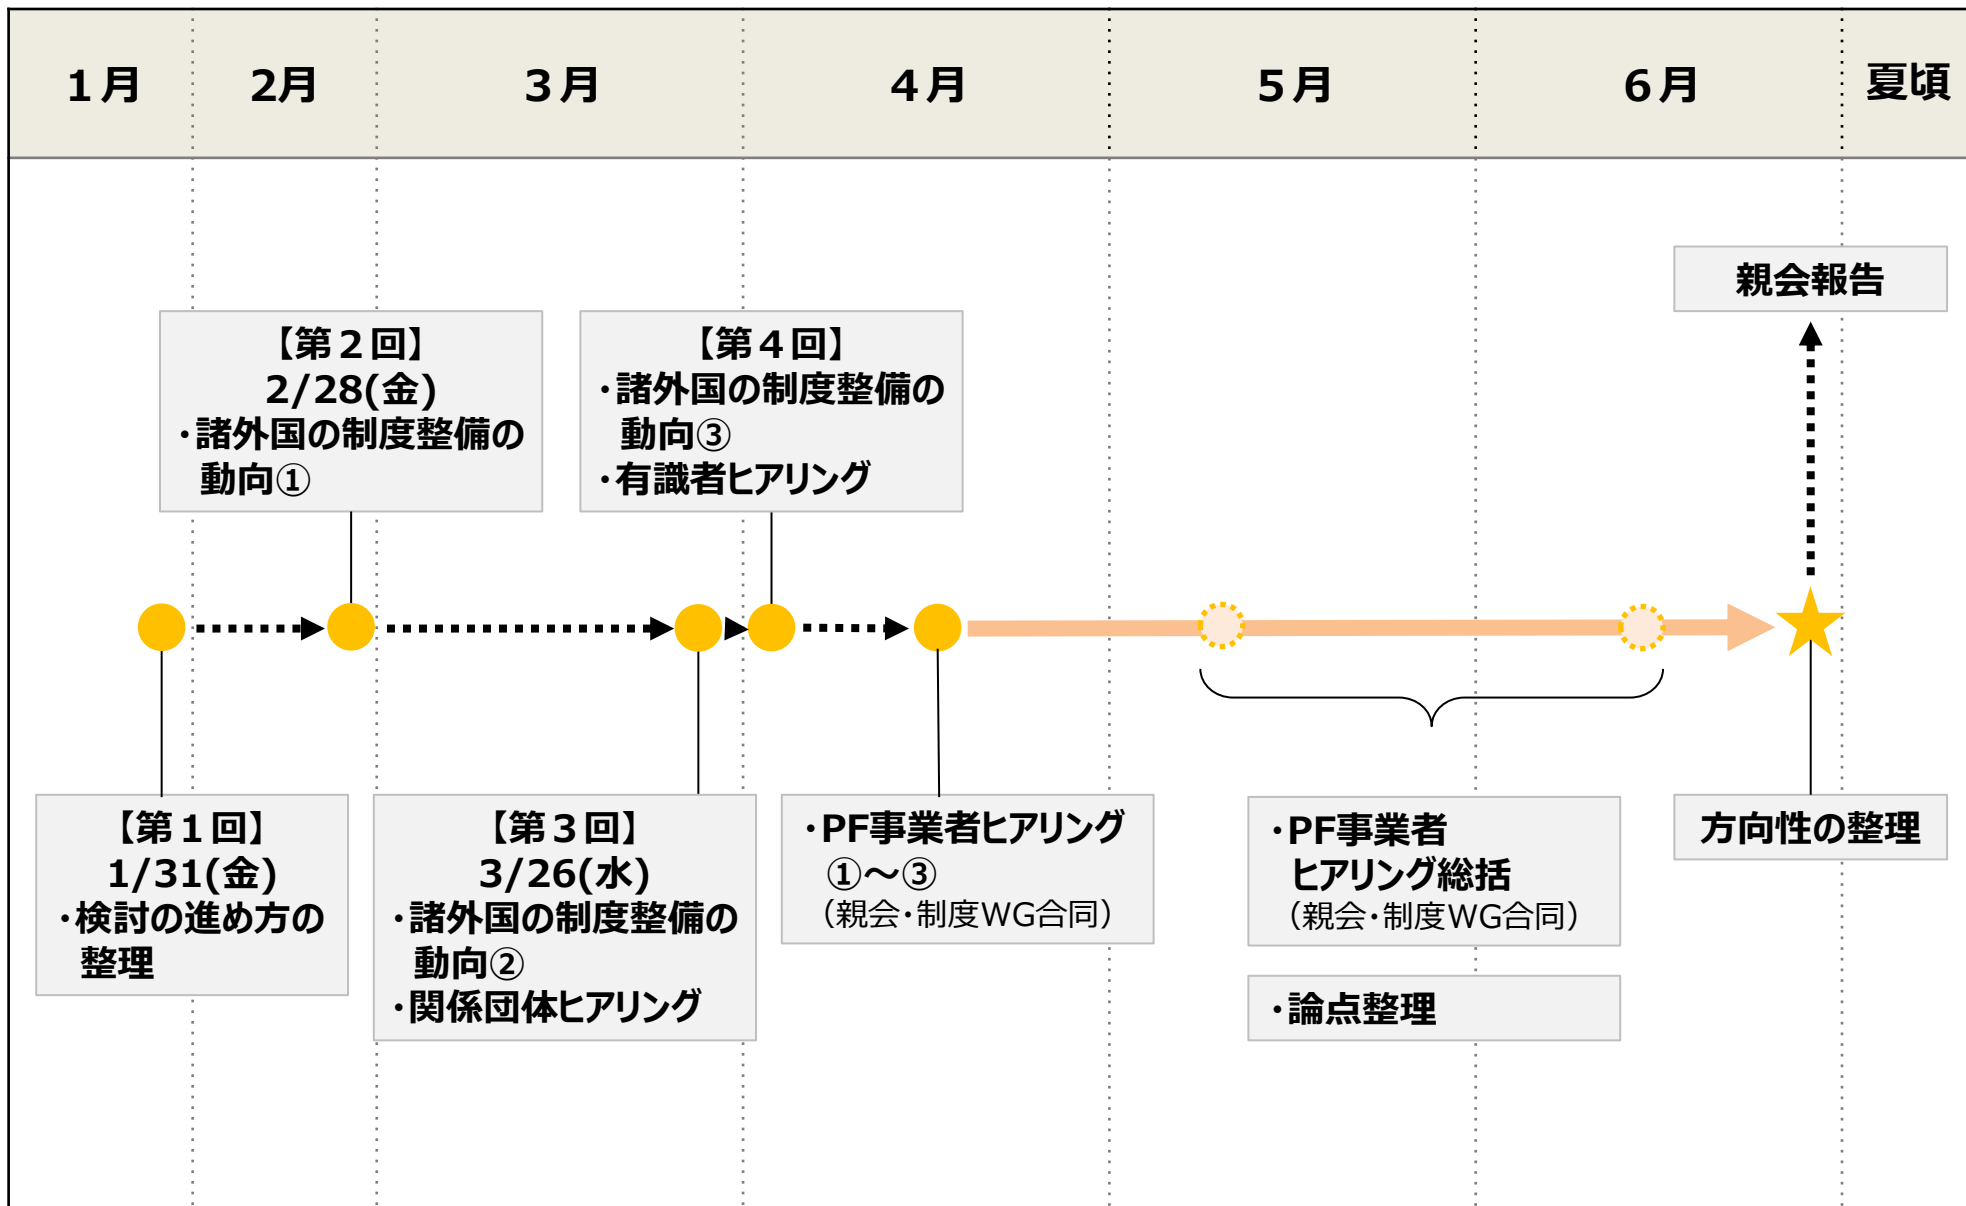 1月
2月
3月
4月
5月
6月
夏頃
親会報告
【第2回】
2/28(金)
・諸外国の制度整備の
動向①
【第4回】
・諸外国の制度整備の
動向③
・有識者ヒアリング
【第1回】
1/31(金)
・検討の進め方の
整理
【第3回】
3/26(水)
・諸外国の制度整備の
動向②
・関係団体ヒアリング
・PF事業者ヒアリング
①～③
（親会・制度WG合同）
・PF事業者
ヒアリング総括
（親会・制度WG合同）
・論点整理
方向性の整理